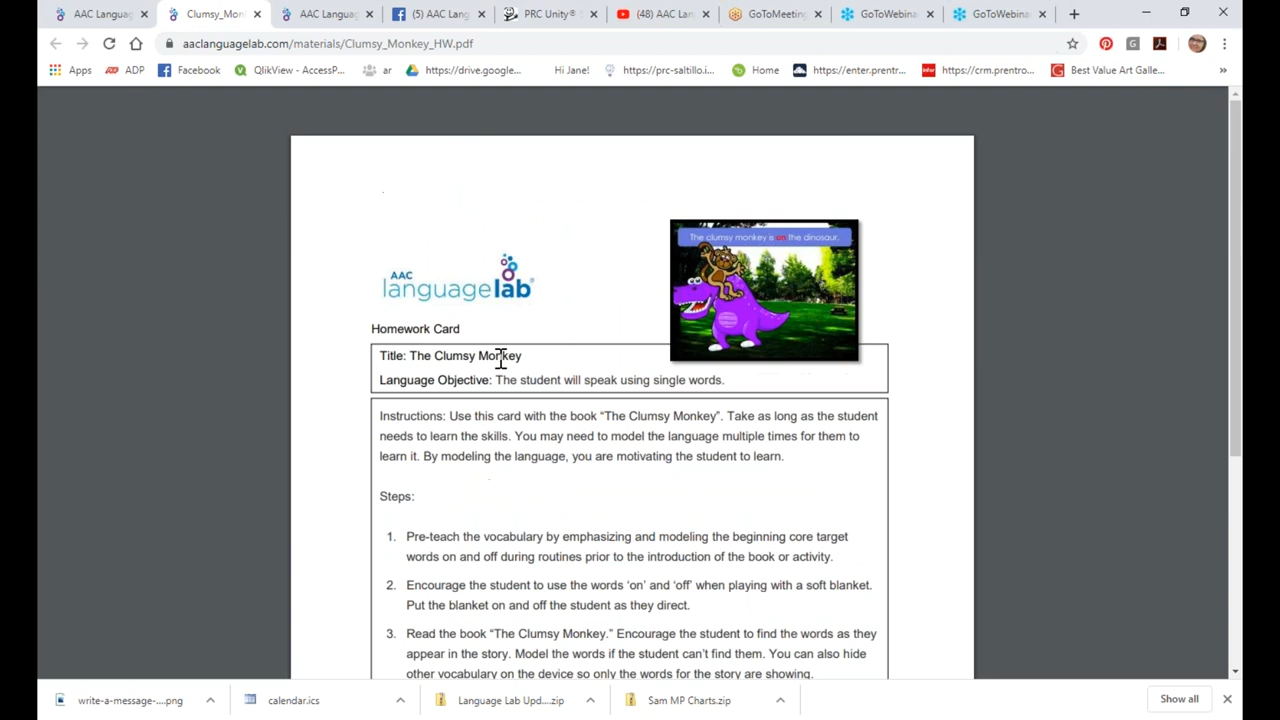 AAC Languag
Clumsy_Mon
AAC Languag
(5) AAC Lang
PRC Unity®
(48) AAC Lan
GoToMeeting
GoToWebina
GoToWebina
aaclanguagelab.com/materials/Clumsy_Monkey_HW.pdf
Apps
ADP
Facebook
QlikView - AccessP...
ar
https://drive.google...
Hi Jane!
https://prc-saltillo.i...
Home
https://enter.prentr...
https://crm.prentro...
Best Value Art Galle...
The clumsy monkey is on the dinosaur.
AAC
languagelab®
Homework Card
Title: The Clumsy Monkey
Language Objective: The student will speak using single words.
Instructions: Use this card with the book “The Clumsy Monkey”. Take as long as the student
needs to learn the skills. You may need to model the language multiple times for them to
learn it. By modeling the language, you are motivating the student to learn.
Steps:
1. Pre-teach the vocabulary by emphasizing and modeling the beginning core target
words on and off during routines prior to the introduction of the book or activity.
2. Encourage the student to use the words ‘on’ and ‘off’ when playing with a soft blanket.
Put the blanket on and off the student as they direct.
3. Read the book “The Clumsy Monkey.” Encourage the student to find the words as they
appear in the story. Model the words if the student can’t find them. You can also hide
other vocabulary on the device so only the words for the story are showing.
write-a-message-....png
calendar.ics
Language Lab Upd....zip
Sam MP Charts.zip
Show all